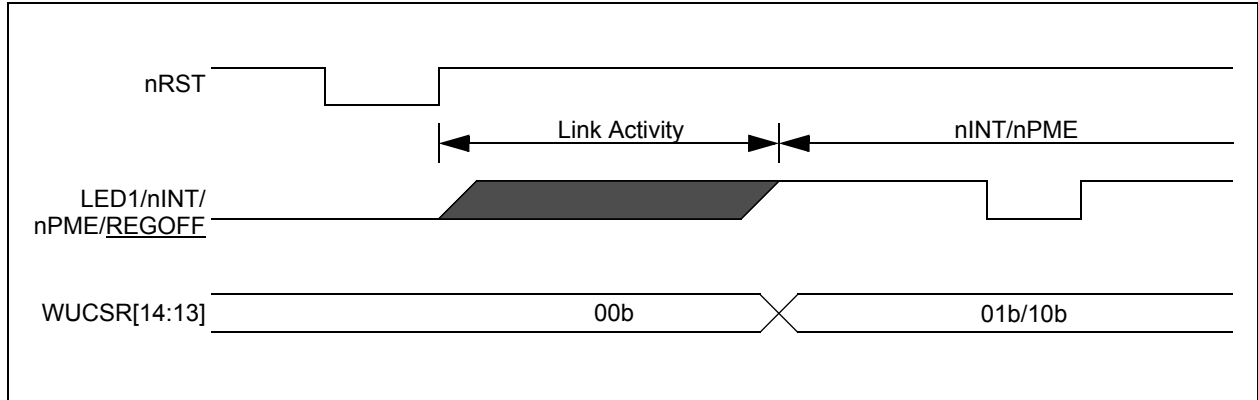 nRST
Link Activity
nINT/nPME
LED1/nINT/
nPME/REGOFF
WUCSR[14:13]
00b
01b/10b